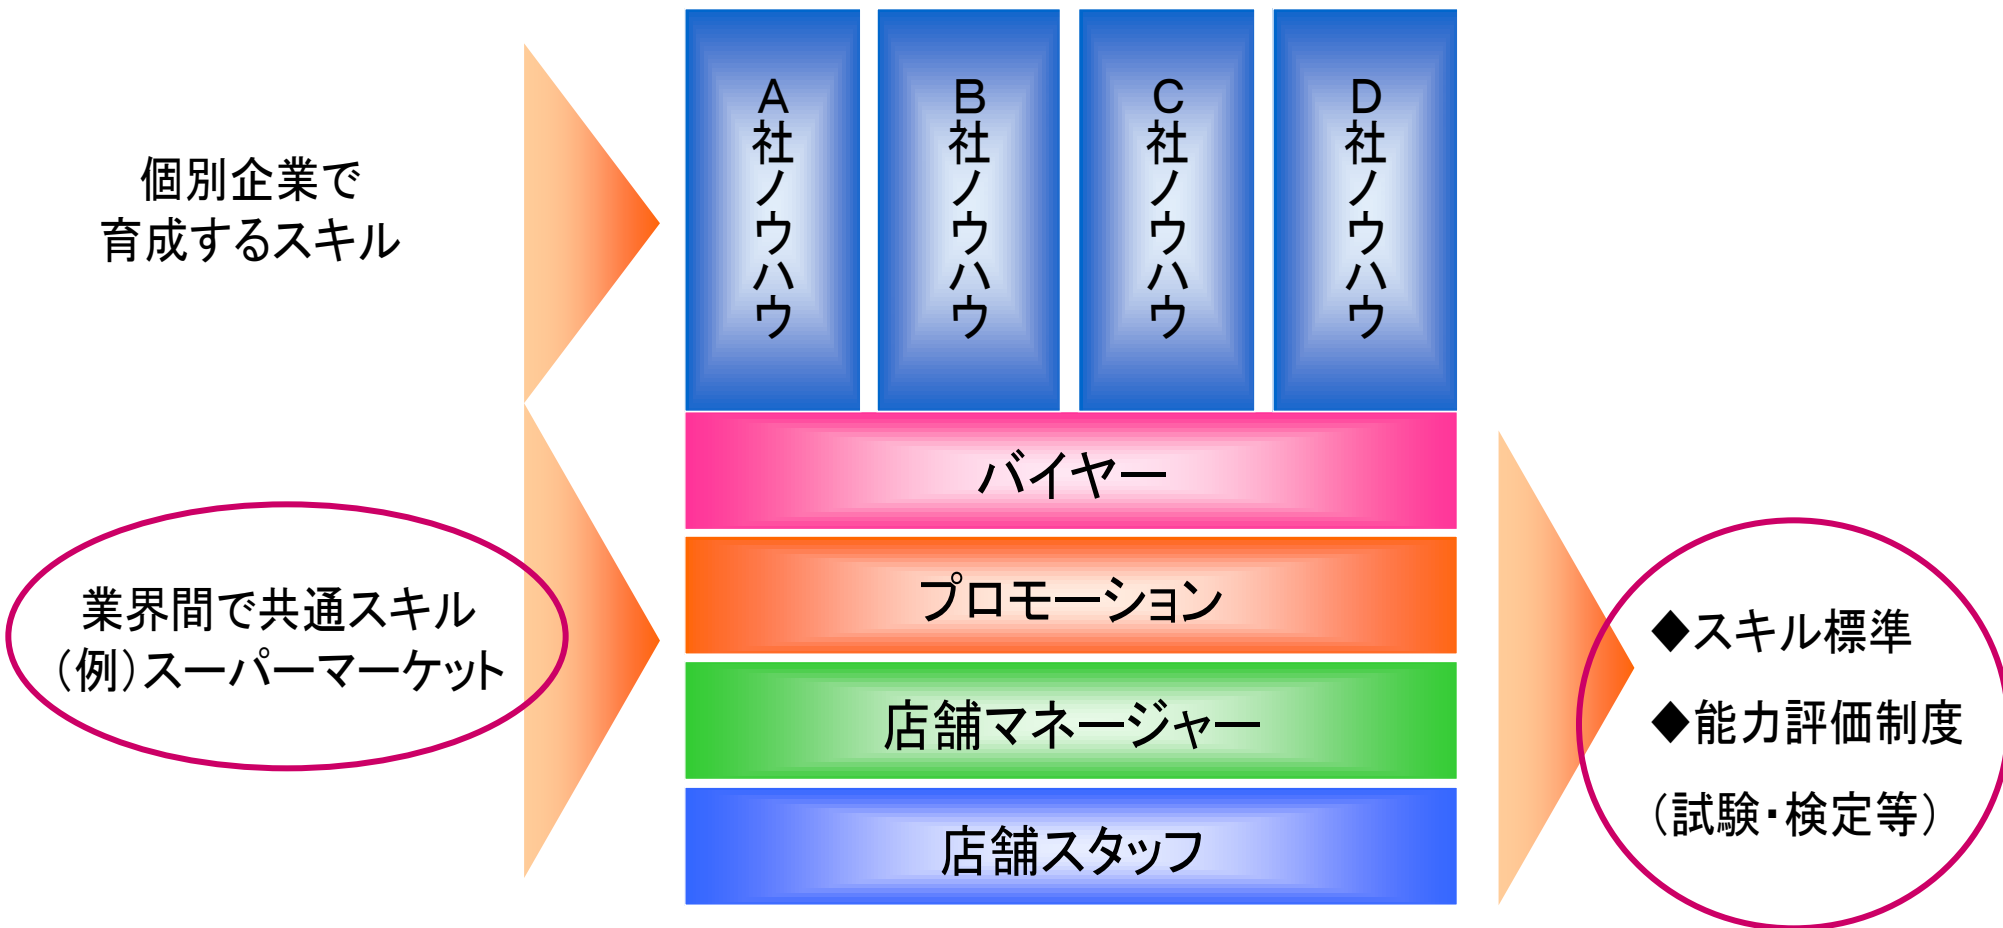 個別企業で
育成するスキル
A社ノウハウ
B社ノウハウ
C社ノウハウ
D社ノウハウ
業界間で共通スキル
（例）スーパーマーケット
バイヤー
プロモーション
店舗マネージャー
店舗スタッフ
◆スキル標準
◆能力評価制度
（試験・検定等）